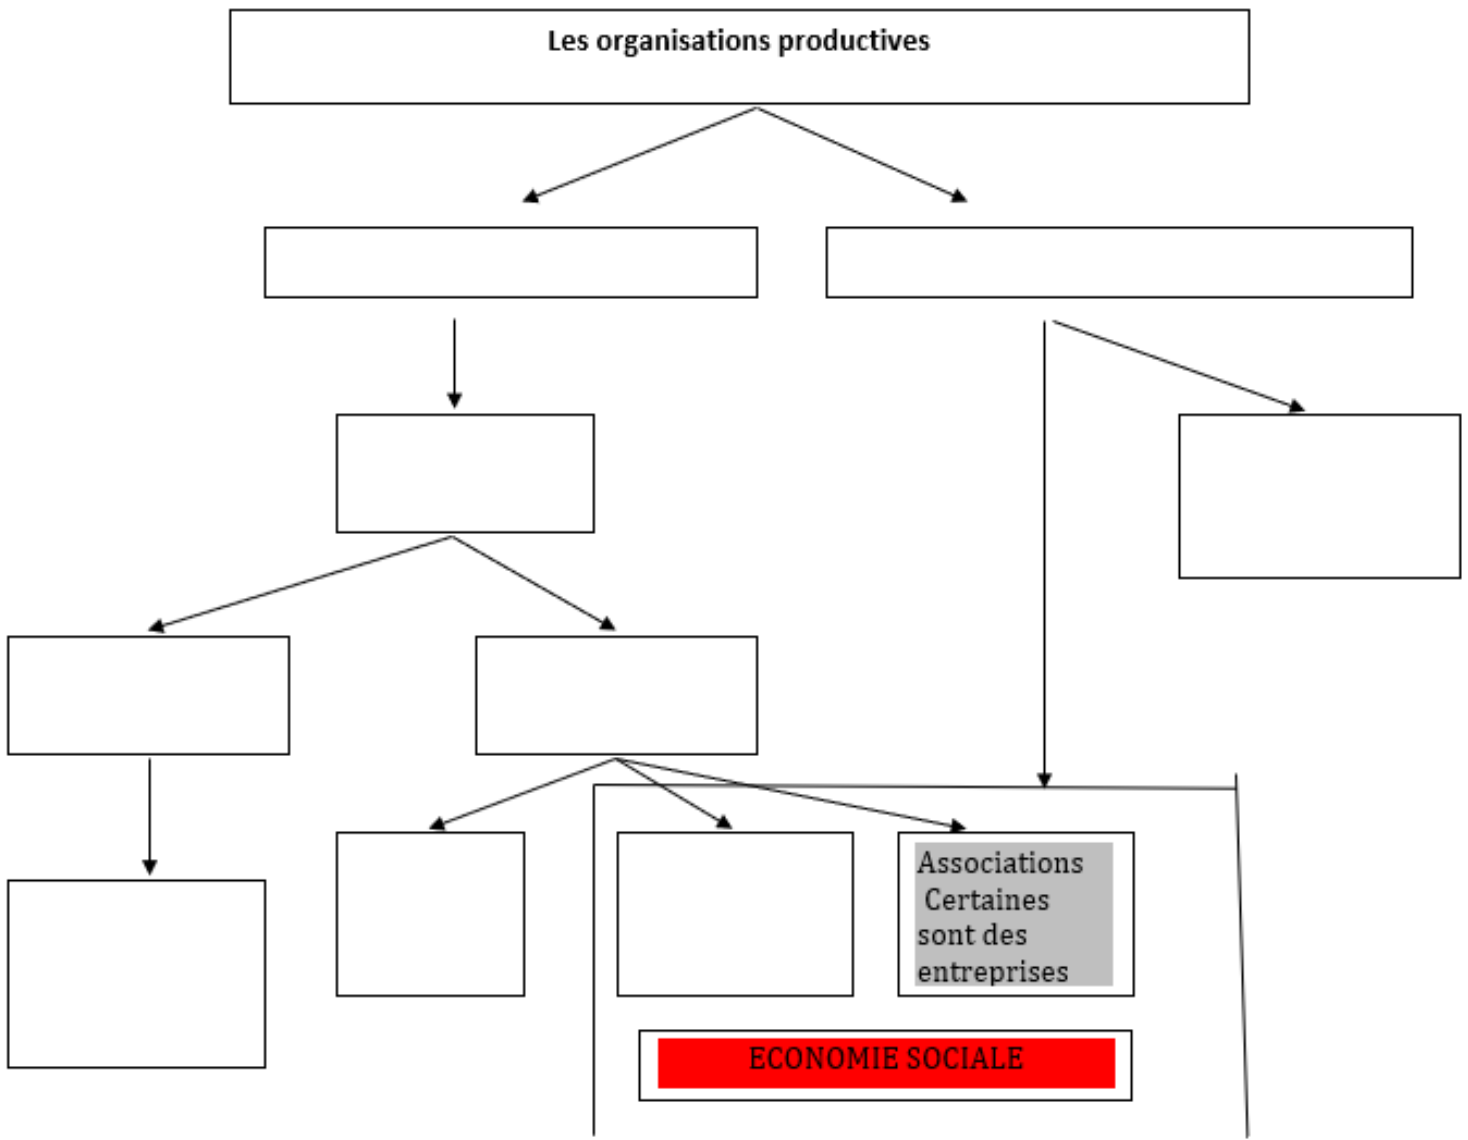 Les organisations productives
Associations
Certaines
sont des
entreprises
ECONOMIE SOCIALE